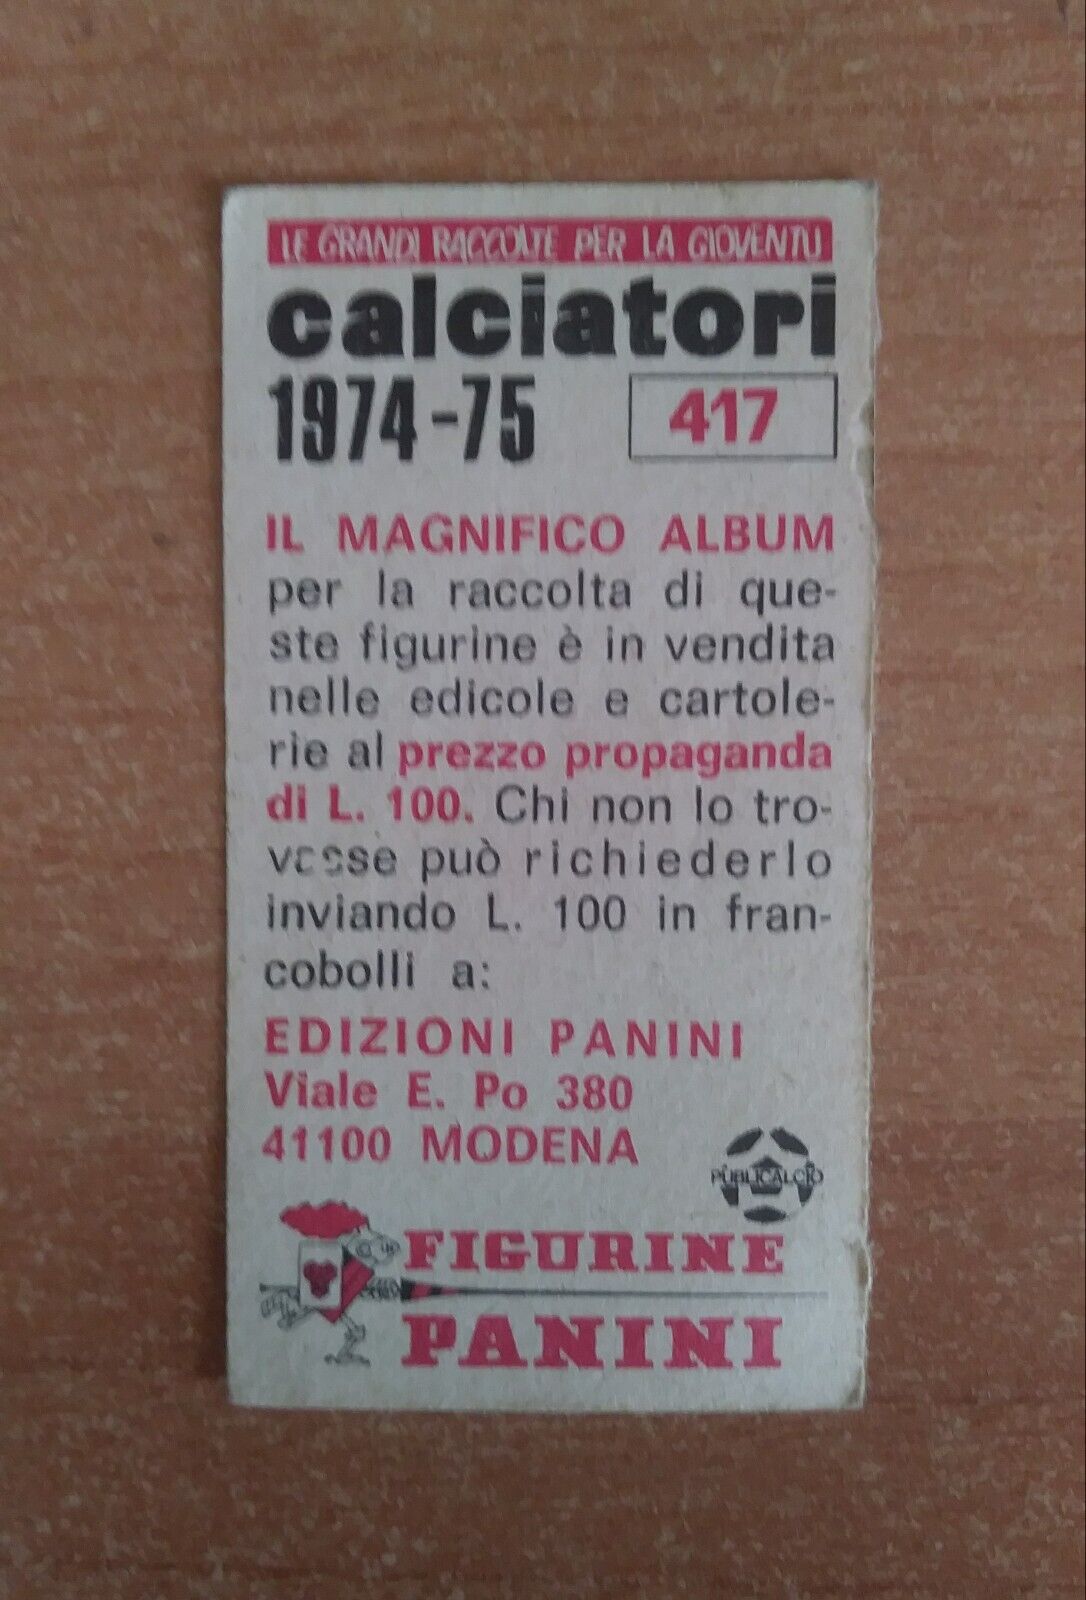 LE GRANDI RACCOLTE PER LA GIOVENTÙ
calciatori
1974-75 417
IL MAGNIFICO ALBUM
per la raccolta di que-
ste figurine è in vendita
nelle edicole e cartole-
rie al prezzo propaganda
di L. 100. Chi non lo tro-
vasse può richiederlo
inviando L. 100 in fran-
cobolli a:
EDIZIONI PANINI
Viale E. Po 380
41100 MODENA
PUBLICALCIO
FIGURINE
PANINI